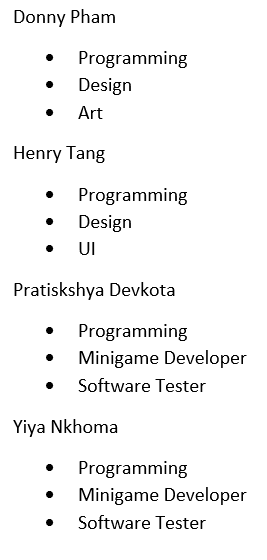 Donny Pham
• Programming
• Design
• Art
Henry Tang
• Programming
• Design
• UI
Pratiskshya Devkota
• Programming
• Minigame Developer
• Software Tester
Yiya Nkhoma
• Programming
• Minigame Developer
• Software Tester